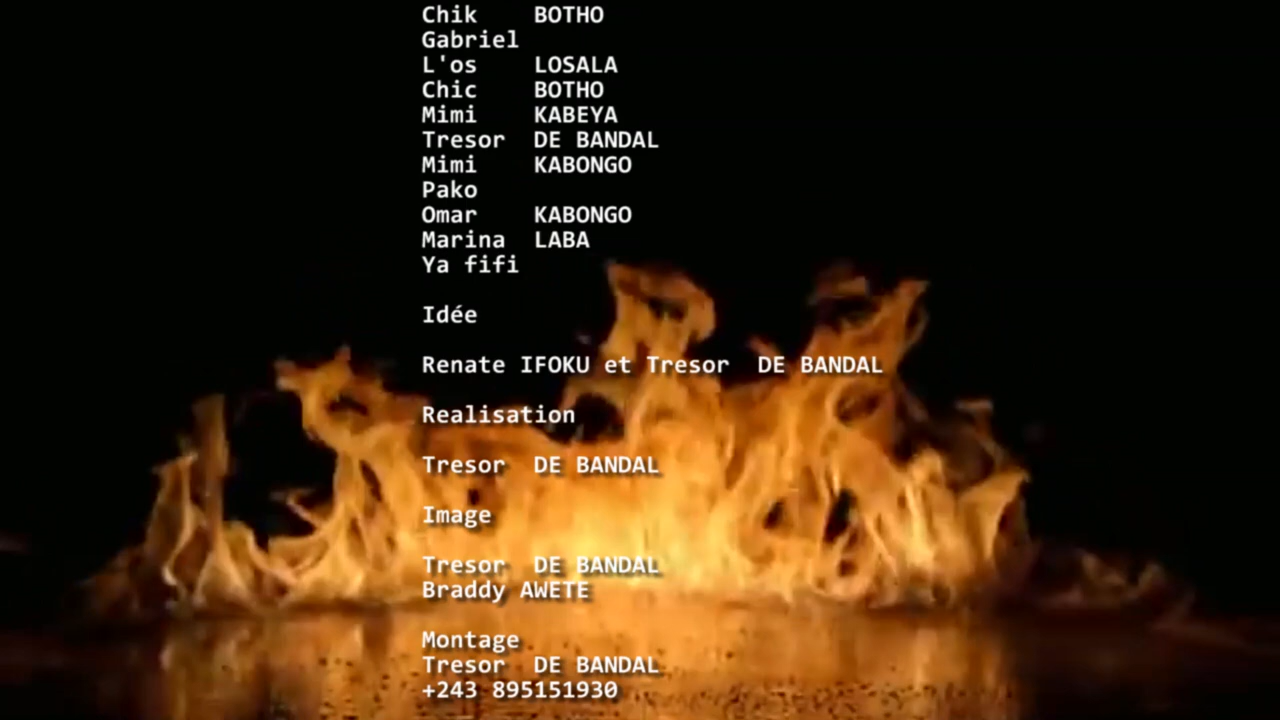 Chik BOTHO
Gabriel
L'os LOSALA
Chic BOTHO
Mimi KABEYA
Tresor DE BANDAL
Mimi KABONGO
Pako
Omar KABONGO
Marina LABA
Ya fifi
Idée
Renate IFOKU et Tresor DE BANDAL
Realisation
Tresor DE BANDAL
Image
Tresor DE BANDAL
Braddy AWETE
Montage
Tresor DE BANDAL
+243 895151930